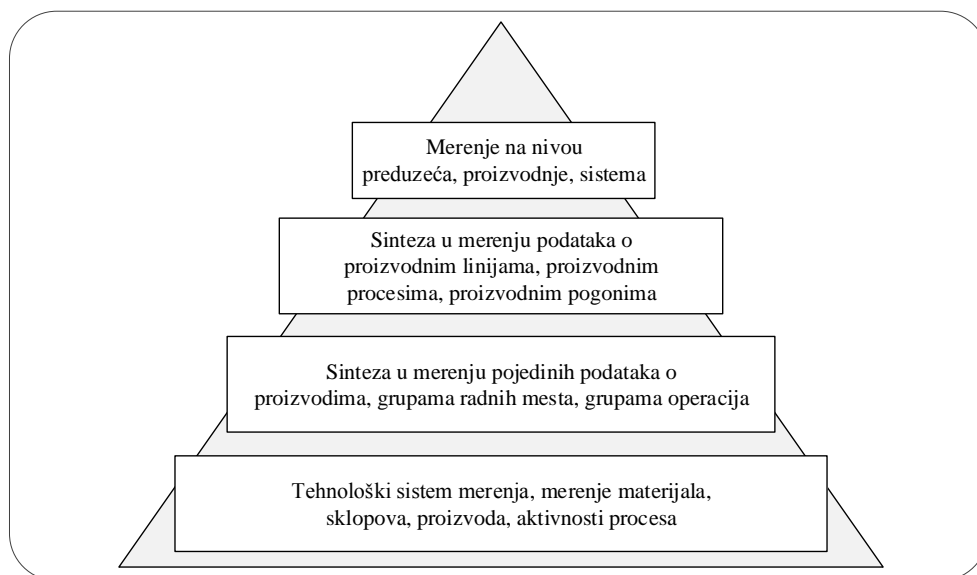 Merenje na nivou
preduzeća, proizvodnje, sistema
Sinteza u merenju podataka o
proizvodnim linijama, proizvodnim
procesima, proizvodnim pogonima
Sinteza u merenju pojedinih podataka o
proizvodima, grupama radnih mesta, grupama operacija
Tehnološki sistem merenja, merenje materijala,
sklopova, proizvoda, aktivnosti procesa